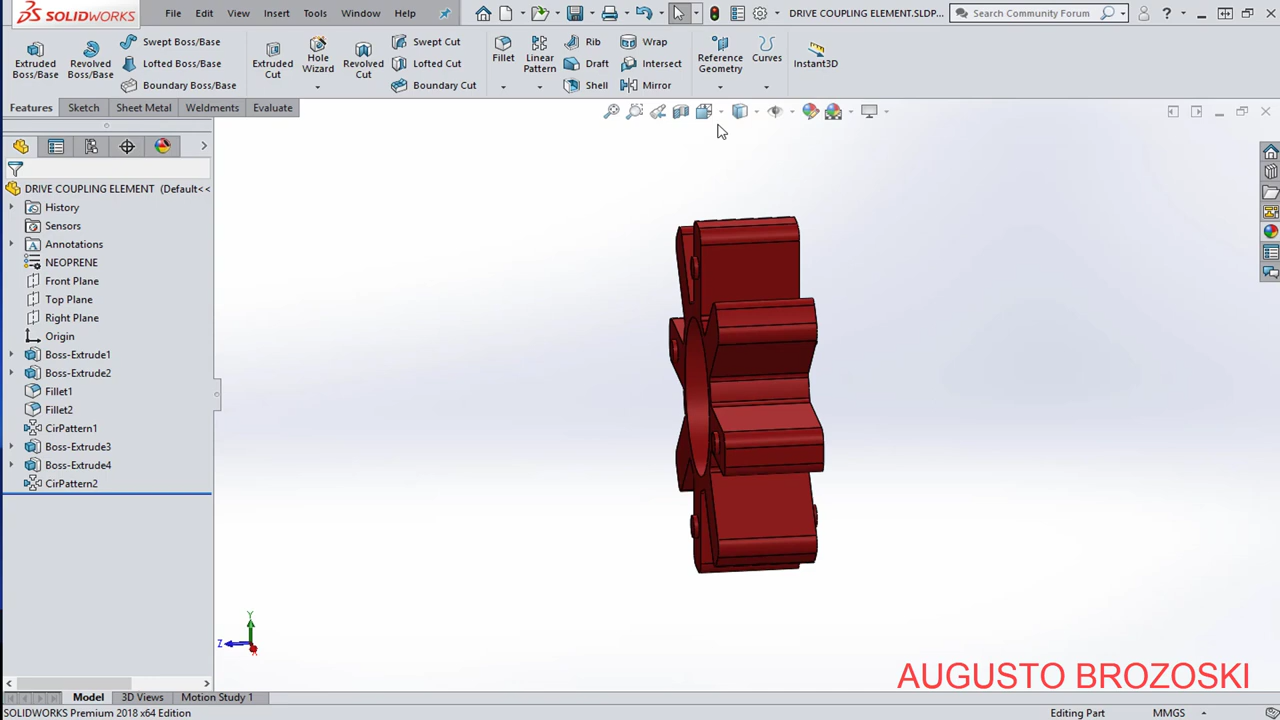 SOLIDWORKS
File Edit View Insert Tools Window Help
DRIVE COUPLING ELEMENT.SLDP...
Search Community Forum
Extruded Boss/Base
Revolved Boss/Base
Swept Boss/Base
Lofted Boss/Base
Boundary Boss/Base
Extruded Cut
Hole Wizard
Revolved Cut
Swept Cut
Lofted Cut
Boundary Cut
Fillet
Linear Pattern
Rib
Draft
Shell
Wrap
Intersect
Mirror
Reference Geometry
Curves
Instant3D
Features Sketch Sheet Metal Weldments Evaluate
DRIVE COUPLING ELEMENT (Default<<
History
Sensors
Annotations
NEOPRENE
Front Plane
Top Plane
Right Plane
Origin
Boss-Extrude1
Boss-Extrude2
Fillet1
Fillet2
CirPattern1
Boss-Extrude3
Boss-Extrude4
CirPattern2
Y
Z
X
AUGUSTO BROZOSKI
Model 3D Views Motion Study 1
SOLIDWORKS Premium 2018 x64 Edition
Editing Part
MMGS